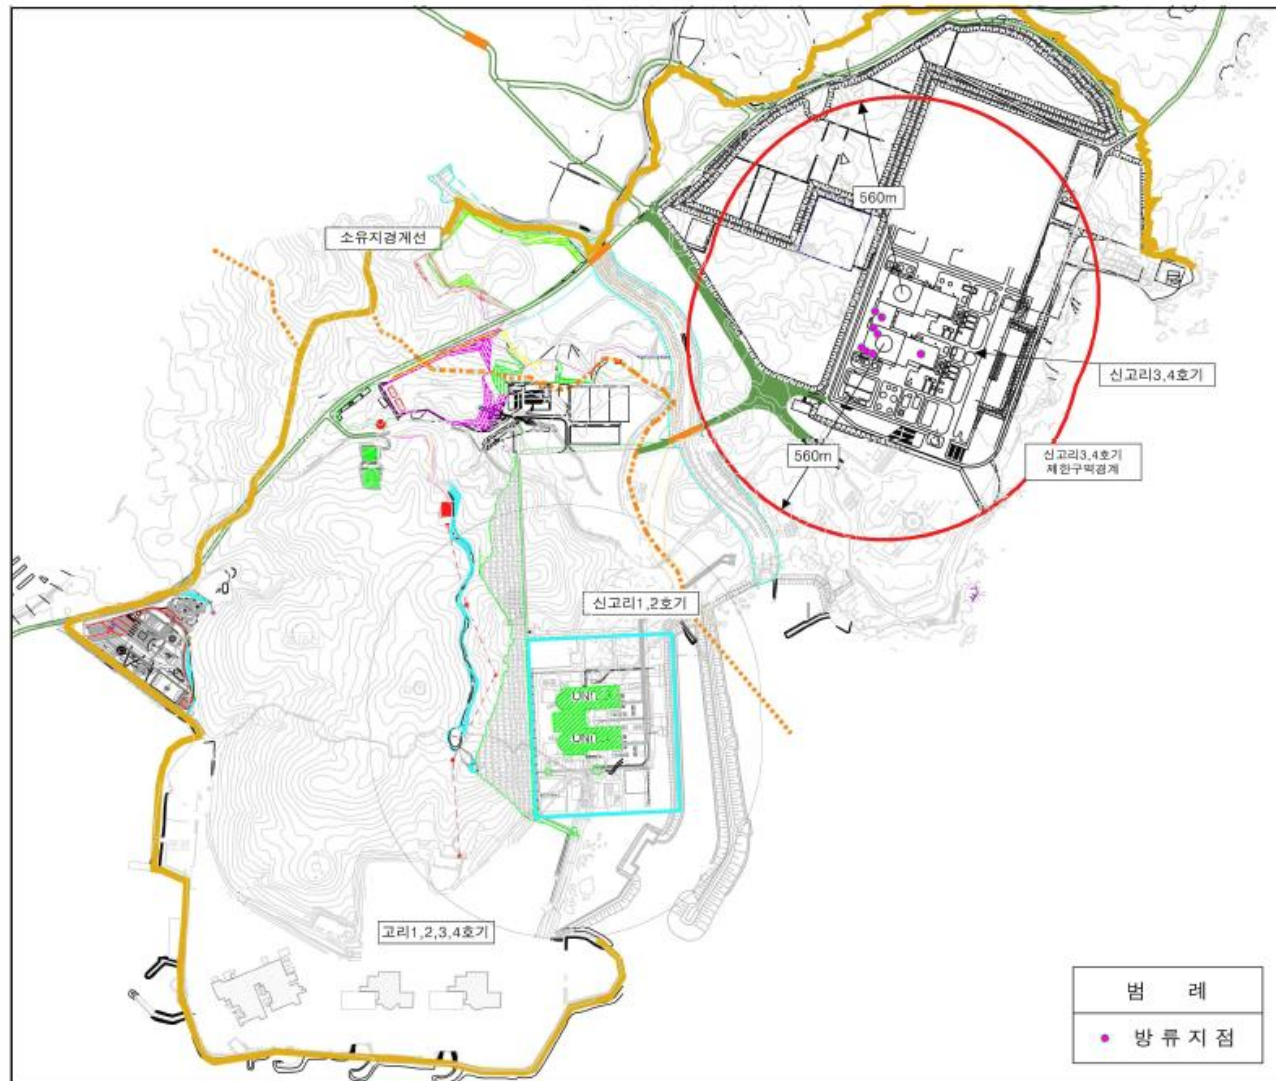 560m
소유지경계선
신고리3,4호기
560m
신고리3,4호기
제한구역경계
신고리1,2호기
UNIT
UNIT
고리1,2,3,4호기
범 례
방류지점